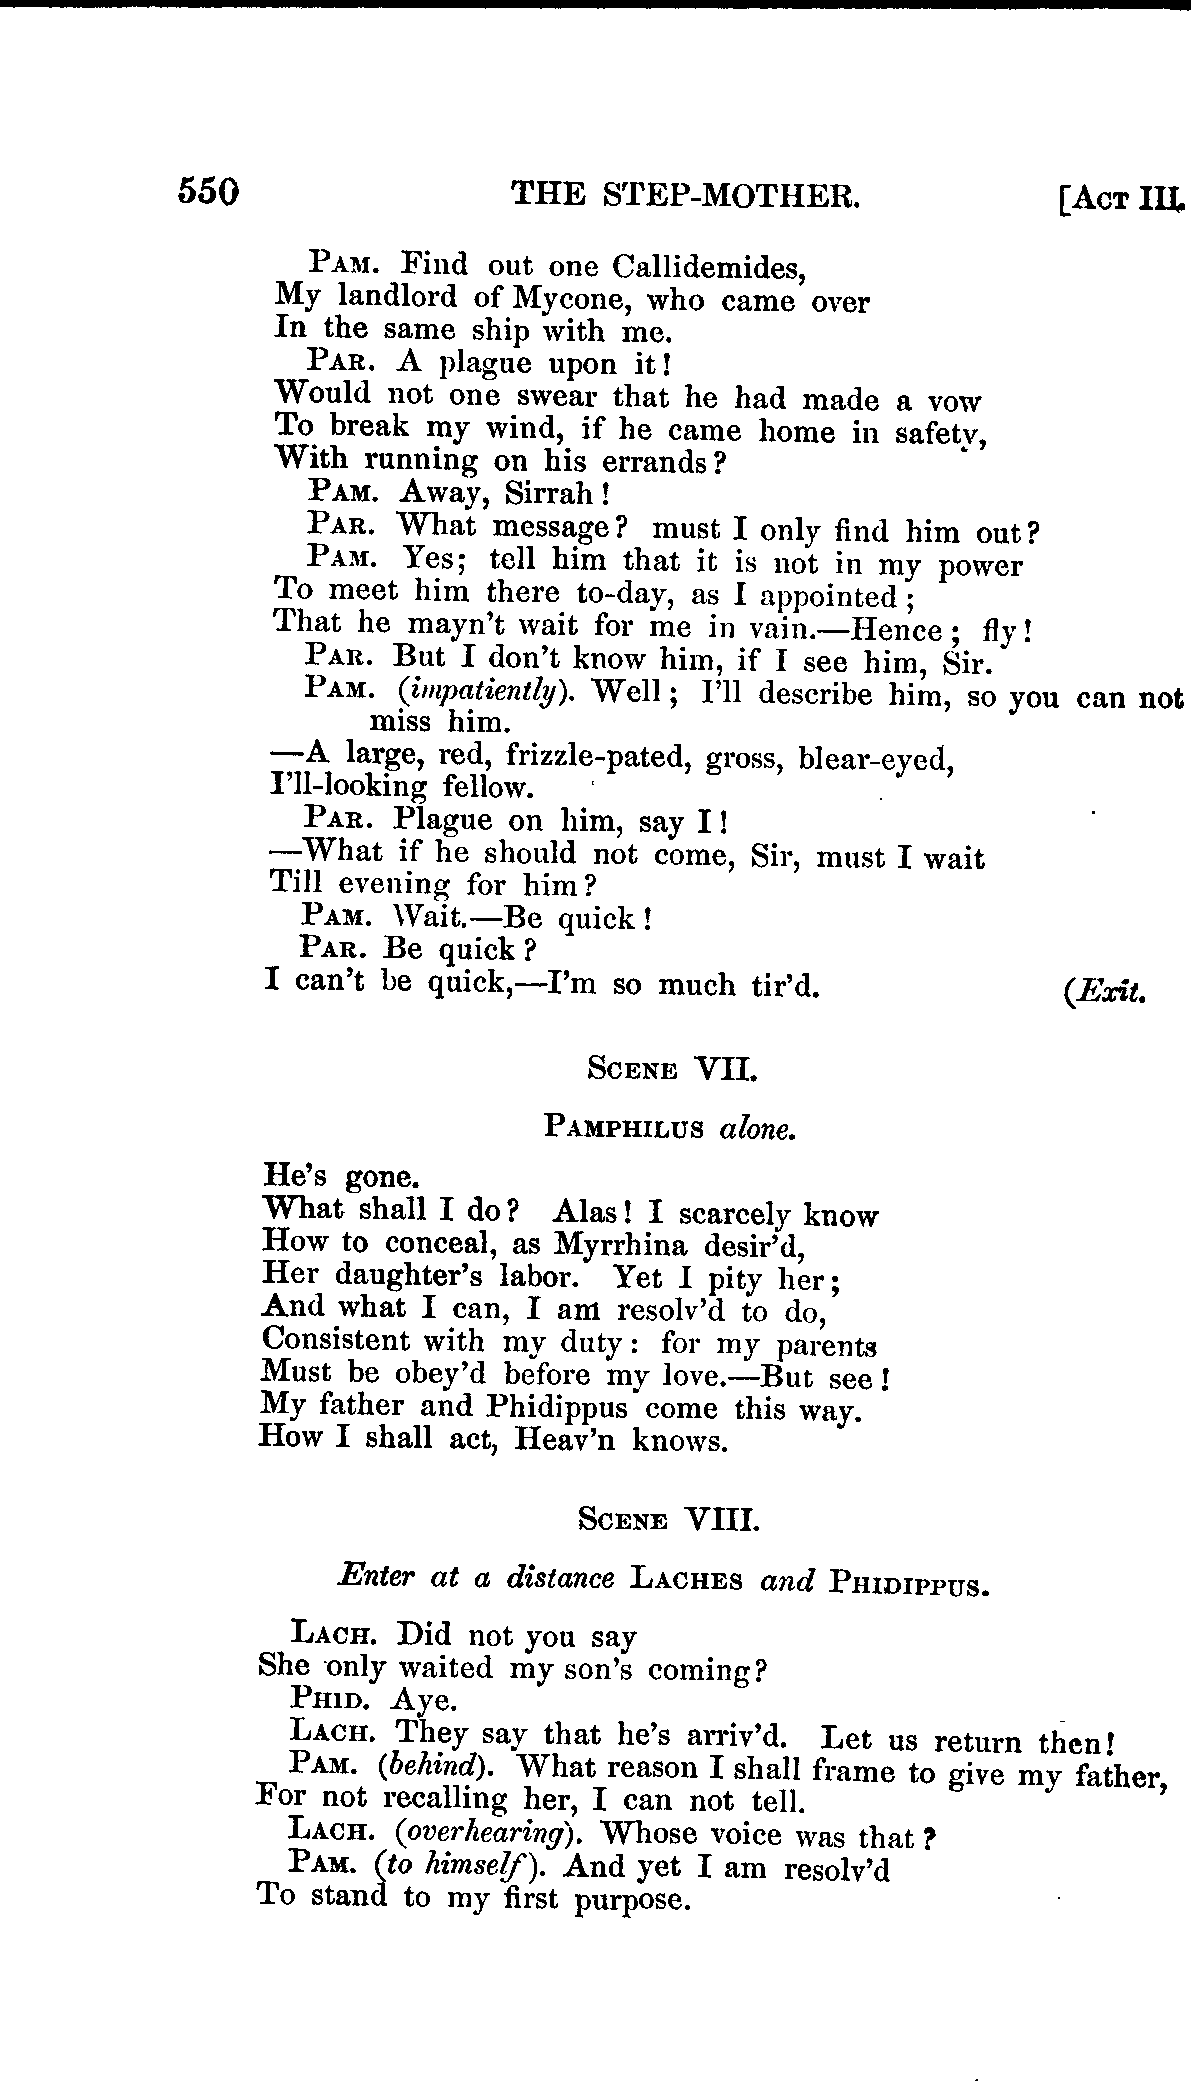 550 THE STEP-MOTHER. [ACT III.
PAM. Find out one Callidemides,
My landlord of Mycone, who came over
In the same ship with me.
PAR. A plague upon it!
Would not one swear that he had made a vow
To break my wind, if he came home in safety,
With running on his errands?
PAM. Away, Sirrah!
PAR. What message? must I only find him out?
PAM. Yes; tell him that it is not in my power
To meet him there to-day, as I appointed;
That he mayn't wait for me in vain.—Hence; fly!
PAR. But I don't know him, if I see him, Sir.
PAM. (impatiently). Well; I'll describe him, so you can not
miss him.
—A large, red, frizzle-pated, gross, blear-eyed,
I'll-looking fellow.
PAR. Plague on him, say I!
—What if he should not come, Sir, must I wait
Till evening for him?
PAM. Wait.—Be quick!
PAR. Be quick?
I can't be quick,—I'm so much tir'd. (Exit.
SCENE VII.
PAMPHILUS alone.
He's gone.
What shall I do? Alas! I scarcely know
How to conceal, as Myrrhina desir'd,
Her daughter's labor. Yet I pity her;
And what I can, I am resolv'd to do,
Consistent with my duty: for my parents
Must be obey'd before my love.—But see!
My father and Phidippus come this way.
How I shall act, Heav'n knows.
SCENE VIII.
Enter at a distance LACHES and PHIDIPPUS.
LACH. Did not you say
She only waited my son's coming?
PHID. Aye.
LACH. They say that he's arriv'd. Let us return then!
PAM. (behind). What reason I shall frame to give my father,
For not recalling her, I can not tell.
LACH. (overhearing). Whose voice was that?
PAM. (to himself). And yet I am resolv'd
To stand to my first purpose.